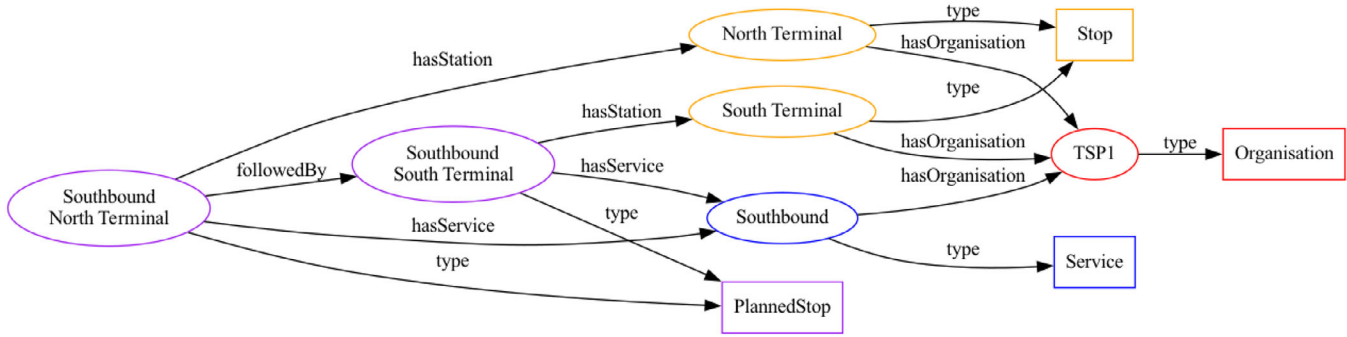 type
North Terminal
Stop
hasOrganisation
hasStation
type
hasStation
South Terminal
hasOrganisation
type
TSP1
Organisation
Southbound
South Terminal
followedBy
hasService
hasOrganisation
Southbound
North Terminal
type
Southbound
hasService
type
Service
type
PlannedStop